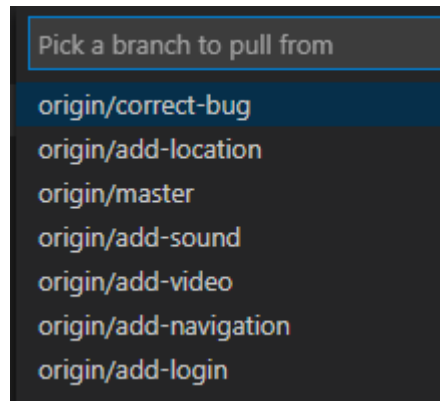 Pick a branch to pull from
origin/correct-bug
origin/add-location
origin/master
origin/add-sound
origin/add-video
origin/add-navigation
origin/add-login